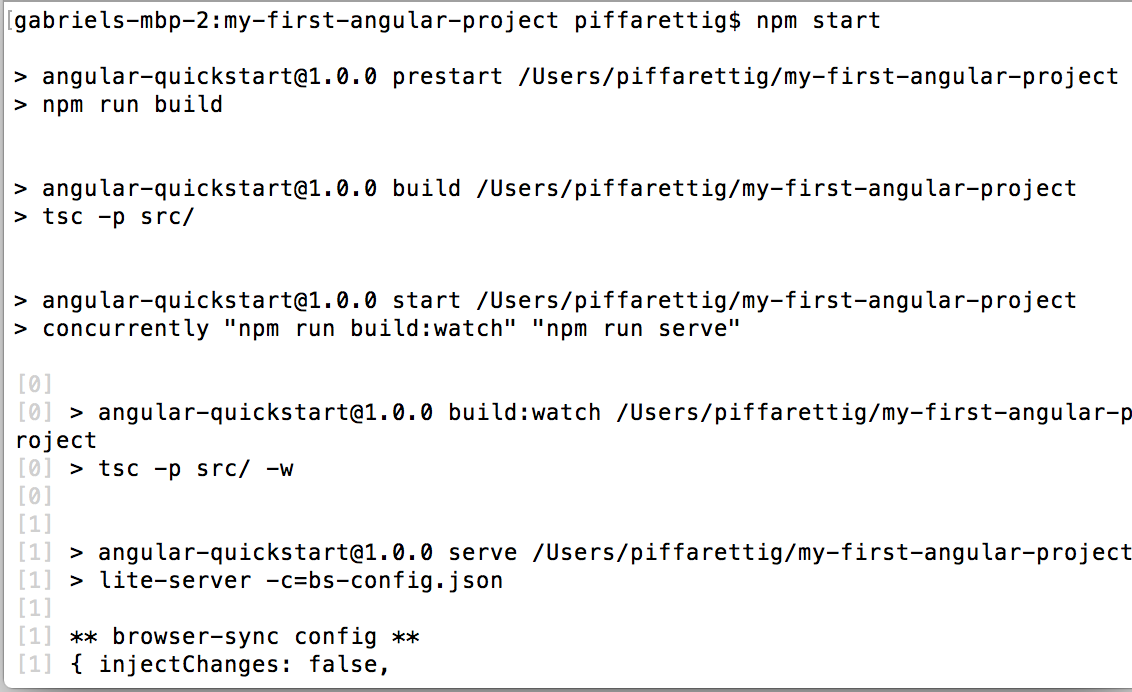 [gabriels-mbp-2:my-first-angular-project piffarettig$ npm start
> angular-quickstart@1.0.0 prestart /Users/piffarettig/my-first-angular-project
> npm run build
> angular-quickstart@1.0.0 build /Users/piffarettig/my-first-angular-project
> tsc -p src/
> angular-quickstart@1.0.0 start /Users/piffarettig/my-first-angular-project
> concurrently "npm run build:watch" "npm run serve"
[0]
[0] > angular-quickstart@1.0.0 build:watch /Users/piffarettig/my-first-angular-p
roject
[0] > tsc -p src/ -w
[0]
[1]
[1] > angular-quickstart@1.0.0 serve /Users/piffarettig/my-first-angular-project
[1] > lite-server -c=bs-config.json
[1]
[1] ** browser-sync config **
[1] { injectChanges: false,